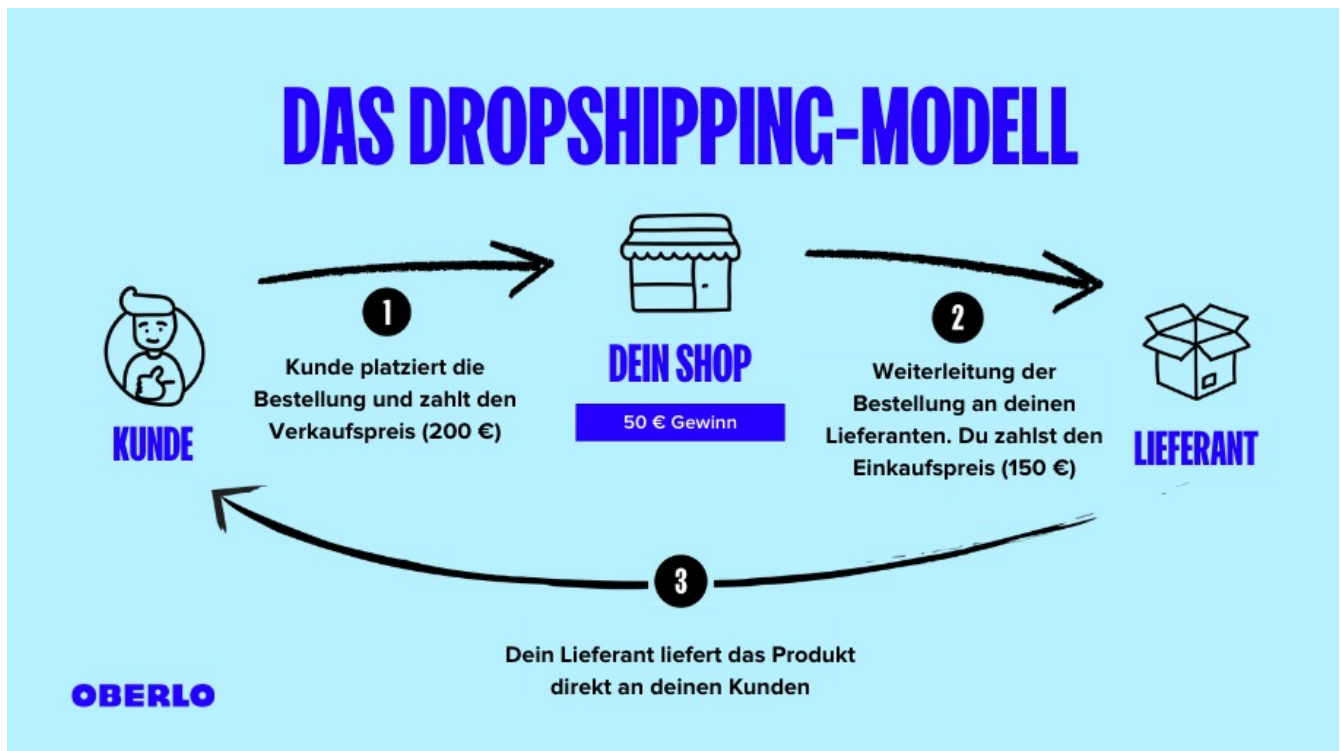 DAS DROPSHIPPING-MODELL
1
Kunde platziert die
Bestellung und zahlt den
Verkaufspreis (200 €)
KUNDE
DEIN SHOP
50 € Gewinn
2
Weiterleitung der
Bestellung an deinen
Lieferanten. Du zahlst den
Einkaufspreis (150 €)
LIEFERANT
3
Dein Lieferant liefert das Produkt
direkt an deinen Kunden
OBERLO